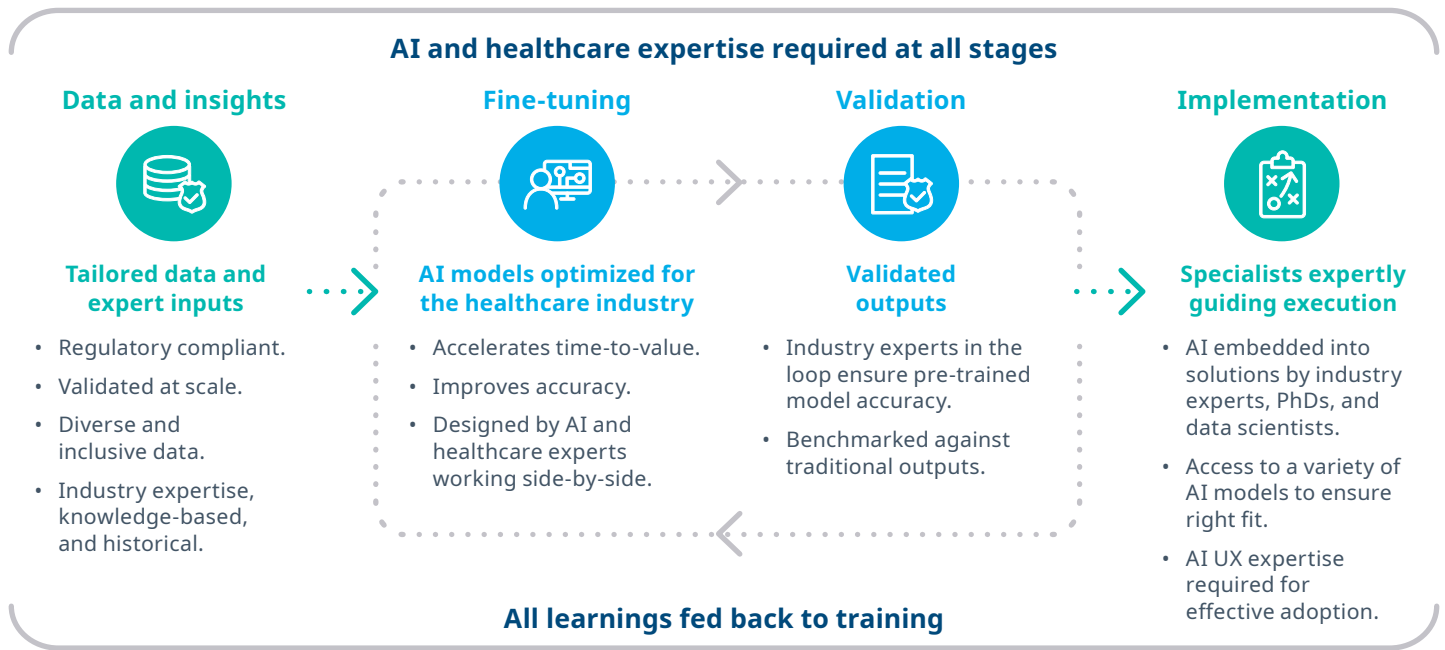 AI and healthcare expertise required at all stages
Data and insights
Tailored data and
expert inputs
• Regulatory compliant.
• Validated at scale.
• Diverse and
inclusive data.
• Industry expertise,
knowledge-based,
and historical.
Fine-tuning
AI models optimized for
the healthcare industry
• Accelerates time-to-value.
• Improves accuracy.
• Designed by AI and
healthcare experts
working side-by-side.
Validation
Validated
outputs
• Industry experts in the
loop ensure pre-trained
model accuracy.
• Benchmarked against
traditional outputs.
Implementation
Specialists expertly
guiding execution
• AI embedded into
solutions by industry
experts, PhDs, and
data scientists.
• Access to a variety of
AI models to ensure
right fit.
• AI UX expertise
required for
effective adoption.
All learnings fed back to training